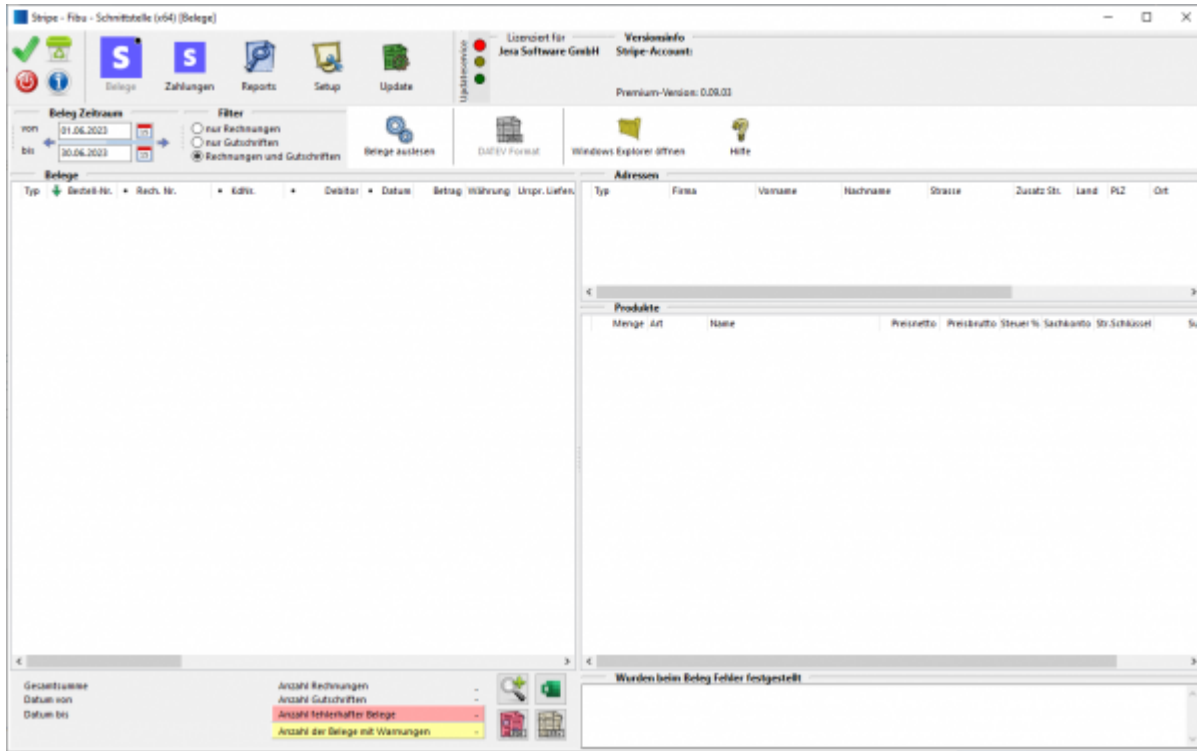 Stripe - Fibu - Schnittstelle (x64) [Belege]
Belege Zahlungen Reports Setup Update
Updateservice
Lizenziert für
Jera Software GmbH
Versionsinfo
Stripe-Account:
Premium-Version: 0.09.03
Beleg Zeitraum
von 01.06.2023
bis 30.06.2023
Filter
nur Rechnungen
nur Gutschriften
Rechnungen und Gutschriften
Belege auslesen
DATEV Format
Windows Explorer öffnen
Hilfe
Belege
Typ Bestell-Nr. Rech. Nr. KdNr. Debitor Datum Betrag Währung Urspr. Liefen.
Adressen
Typ Firma Vorname Nachname Strasse Zusatz Str. Land PLZ Ort
Produkte
Menge Art Name Preisnetto Preisbrutto Steuer % Sachkonto Str.Schlüssel Su
Gesamtsumme
Datum von
Datum bis
Anzahl Rechnungen -
Anzahl Gutschriften -
Anzahl fehlerhafter Belege -
Anzahl der Belege mit Warnungen -
Wurden beim Beleg Fehler festgestellt